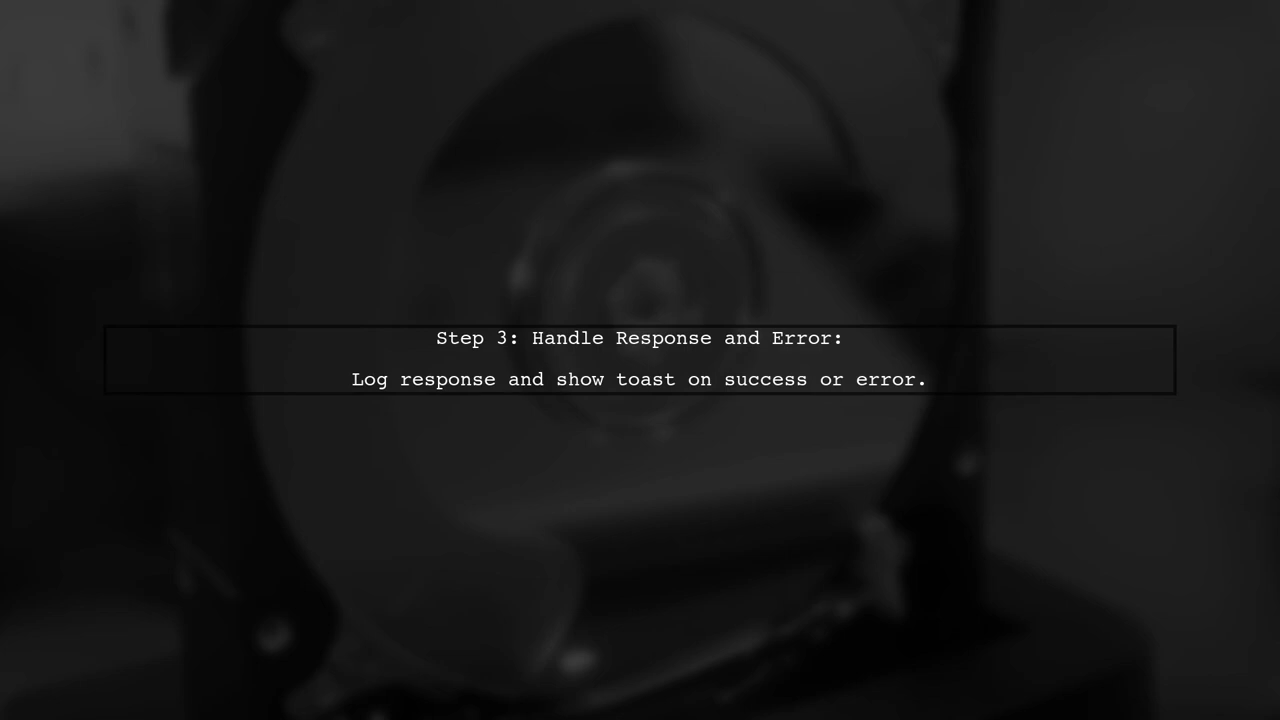 Step 3: Handle Response and Error:
Log response and show toast on success or error.